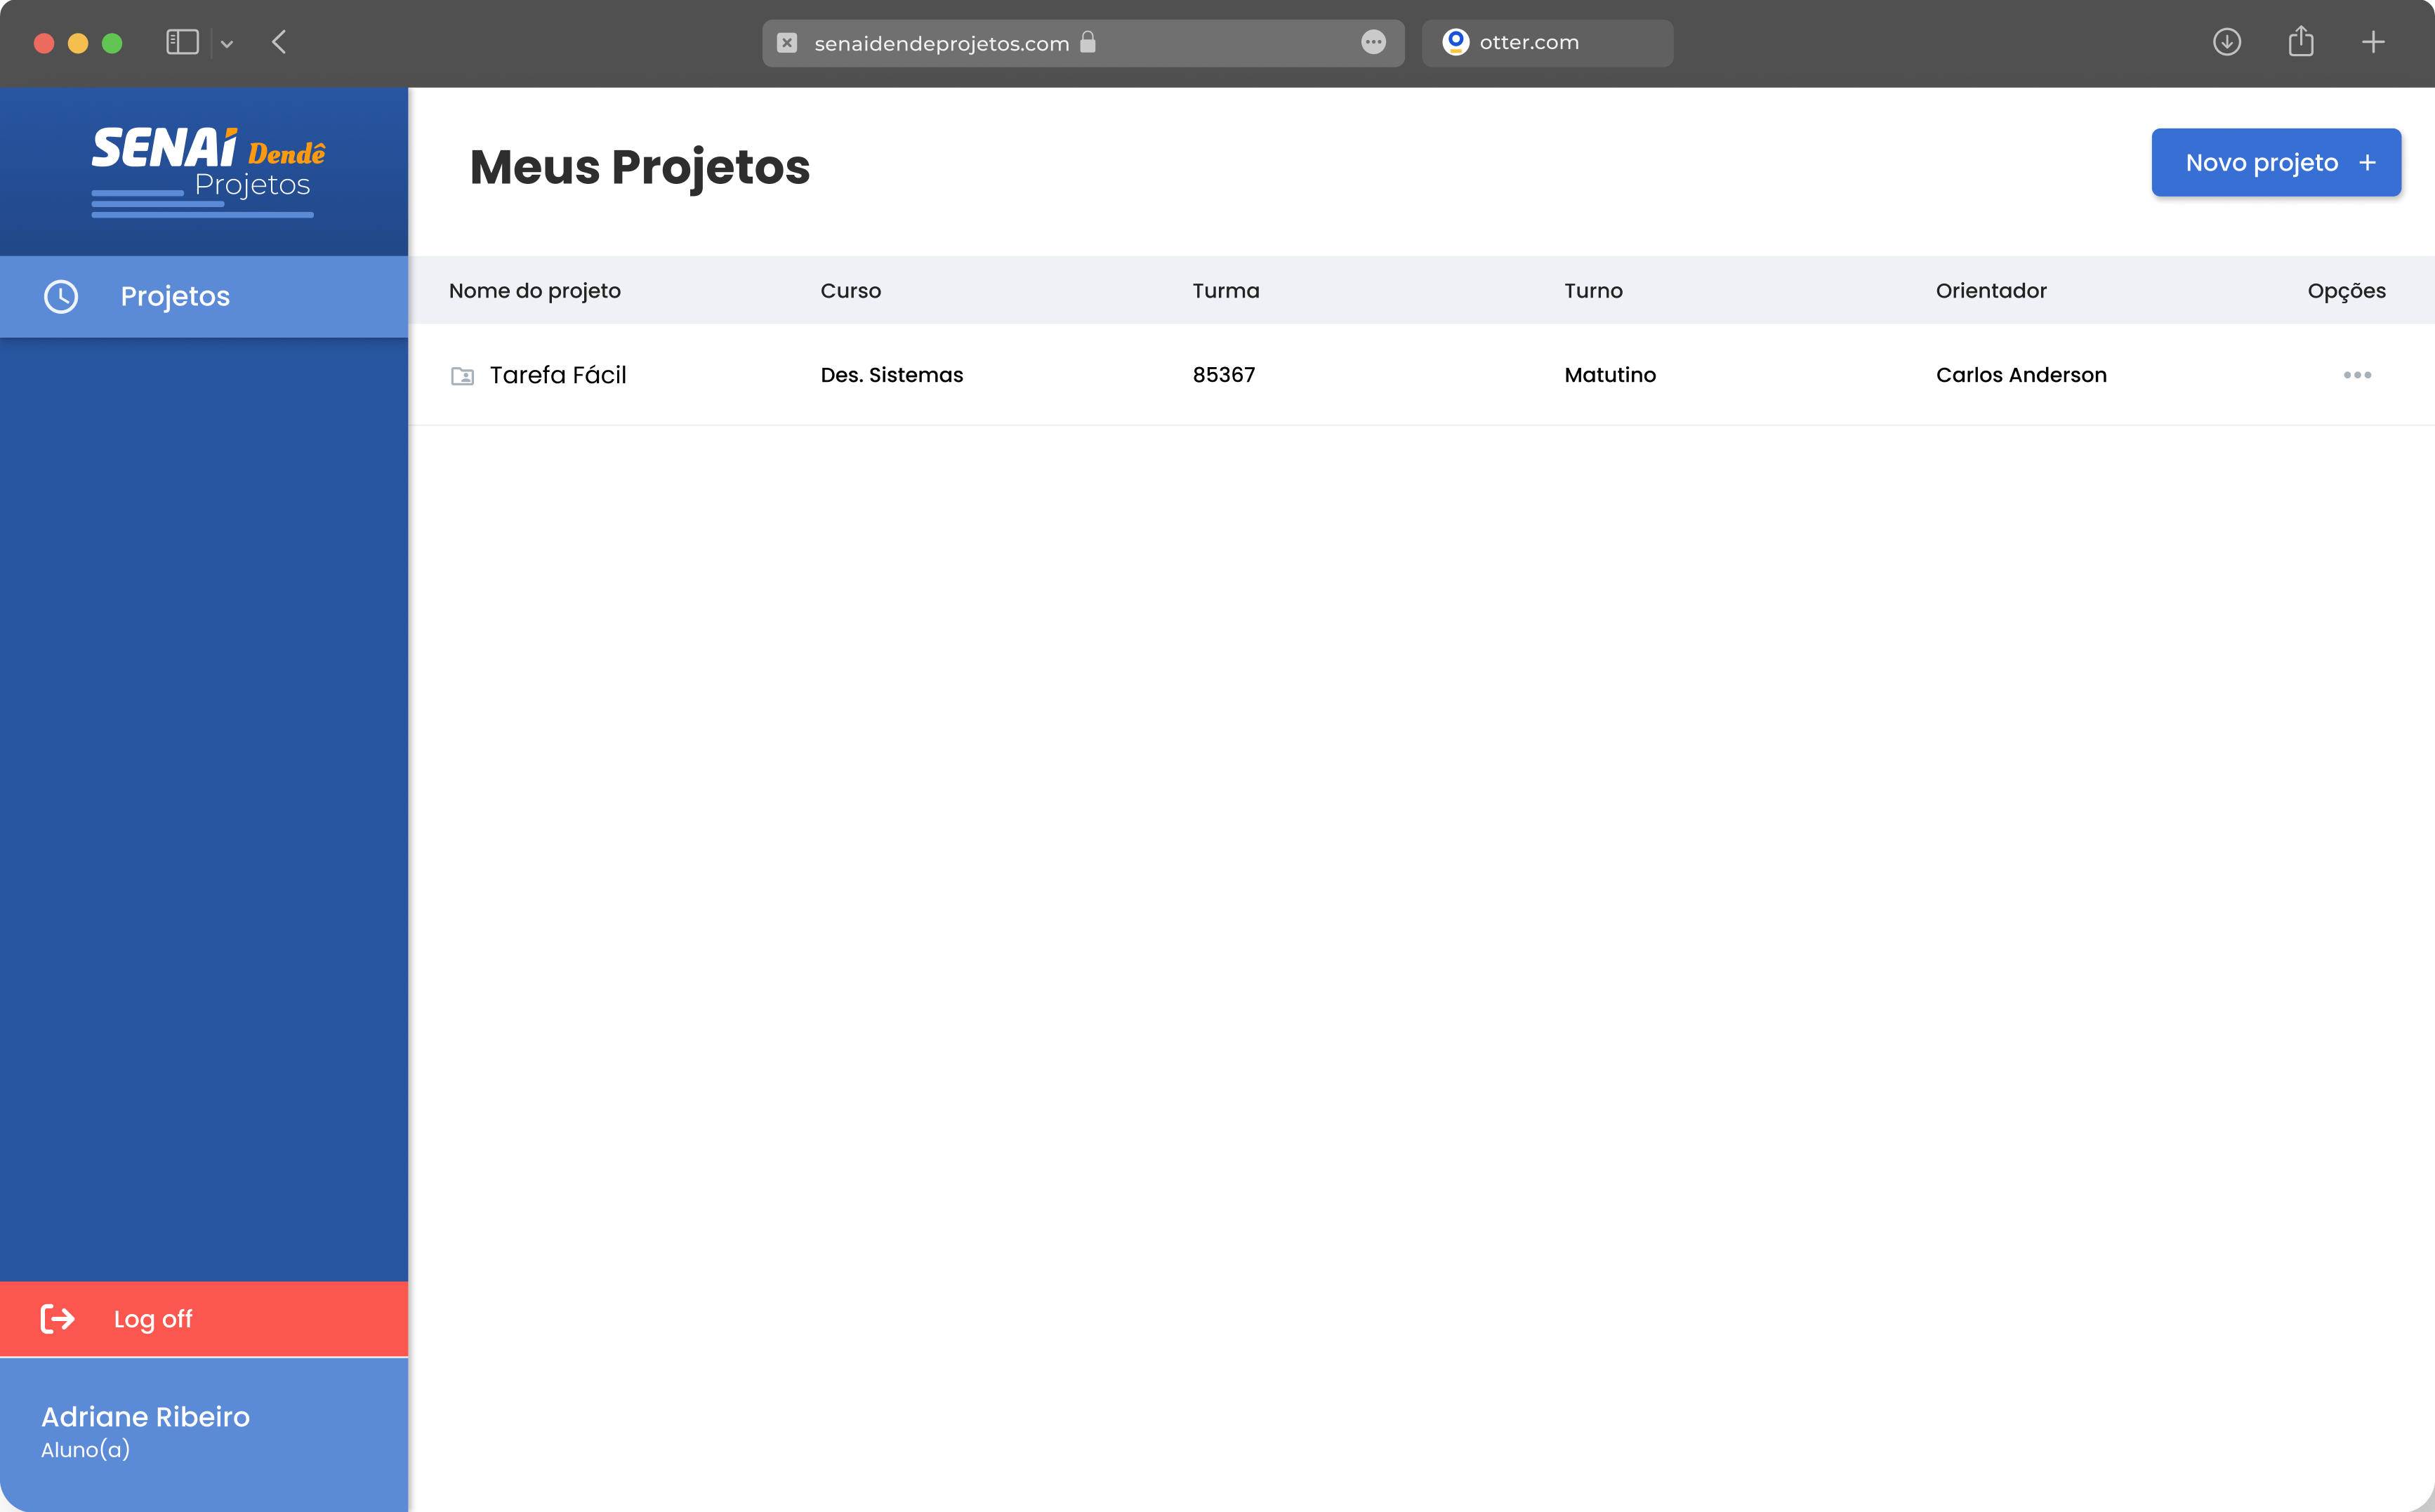 senaidendeprojetos.com
otter.com
SENAI Dendê
Projetos
Meus Projetos
Novo projeto +
Projetos
Nome do projeto Curso Turma Turno Orientador Opções
Tarefa Fácil Des. Sistemas 85367 Matutino Carlos Anderson
Log off
Adriane Ribeiro
Aluno(a)